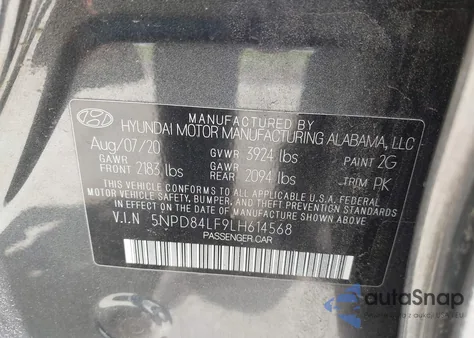 MANUFACTURED BY
HYUNDAI MOTOR MANUFACTURING ALABAMA, LLC
Aug/07/20 GVWR 3924 lbs PAINT 2G
GAWR FRONT 2183 lbs GAWR REAR 2094 lbs TRIM PK
THIS VEHICLE CONFORMS TO ALL APPLICABLE U.S.A. FEDERAL
MOTOR VEHICLE SAFETY, BUMPER, AND THEFT PREVENTION STANDARDS
IN EFFECT ON THE DATE OF MANUFACTURE SHOWN ABOVE.
V.I.N 5NPD84LF9LH614568
PASSENGER CAR
autoSnap